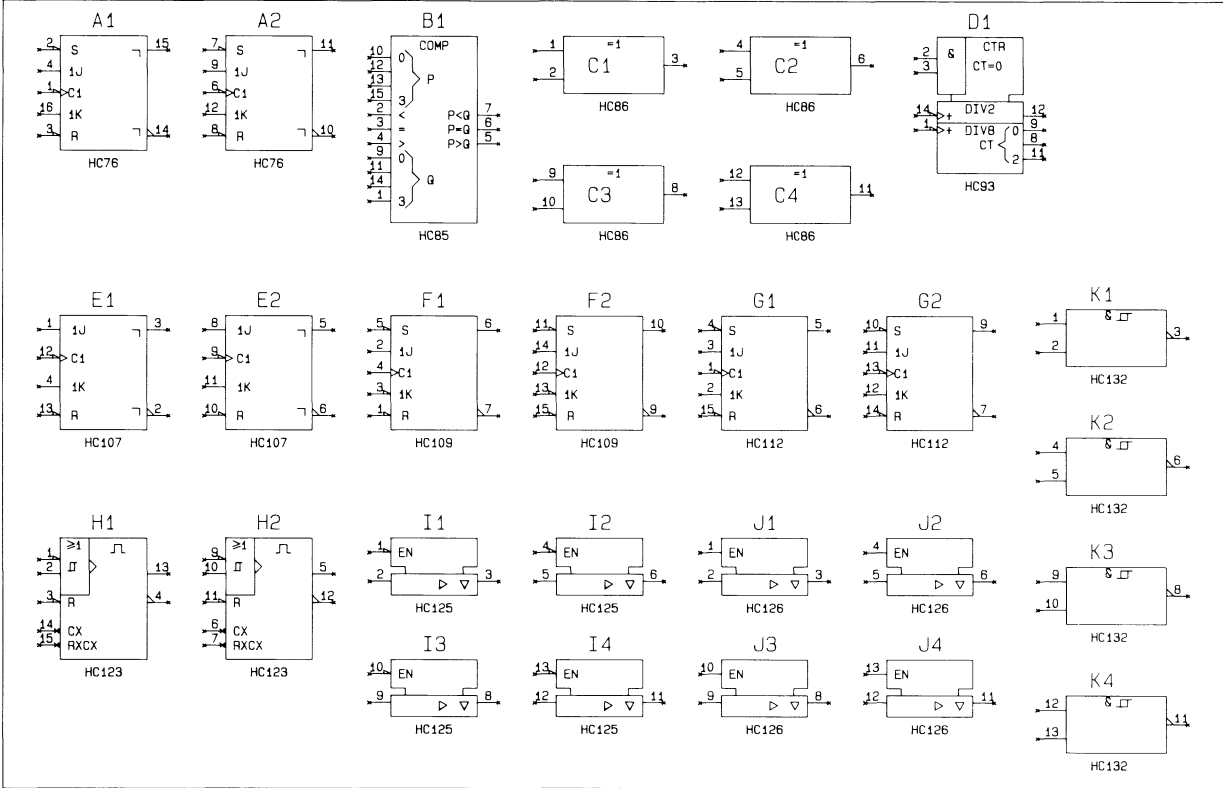 A1 A2 B1 D1
2 S 15
4 1J
1 C1
16 1K
3 R 14
HC76
7 S 11
9 1J
6 C1
12 1K
8 R 10
HC76
COMP
10 0
12
13 P
15 3
2 < P<Q 7
3 = P=Q 6
4 > P>Q 5
9 0
11
14 Q
1 3
HC85
1 =1
2 C1 3
HC86
4 =1
5 C2 6
HC86
9 =1
10 C3 8
HC86
12 =1
13 C4 11
HC86
2 & CTR
3 CT=0
14 + DIV2 12
1 + DIV8 0 9
CT 8
2 11
HC93
E1 E2 F1 F2 G1 G2 K1
1 1J 3
12 C1
4 1K
13 R 2
HC107
8 1J 5
9 C1
11 1K
10 R 6
HC107
5 S 6
2 1J
4 C1
3 1K
1 R 7
HC109
11 S 10
14 1J
12 C1
13 1K
15 R 9
HC109
4 S 5
3 1J
1 C1
2 1K
15 R 6
HC112
10 S 9
11 1J
13 C1
12 1K
14 R 7
HC112
1 &
2 3
HC132
K2
4 &
5 6
HC132
H1 H2 I1 I2 J1 J2 K3
≥1
1
2 13
3 R 4
14 CX
15 RXCX
HC123
≥1
9
10 5
11 R 12
6 CX
7 RXCX
HC123
1 EN
2 3
HC125
4 EN
5 6
HC125
1 EN
2 3
HC126
4 EN
5 6
HC126
9 &
10 8
HC132
I3 I4 J3 J4 K4
10 EN
9 8
HC125
13 EN
12 11
HC125
10 EN
9 8
HC126
13 EN
12 11
HC126
12 &
13 11
HC132